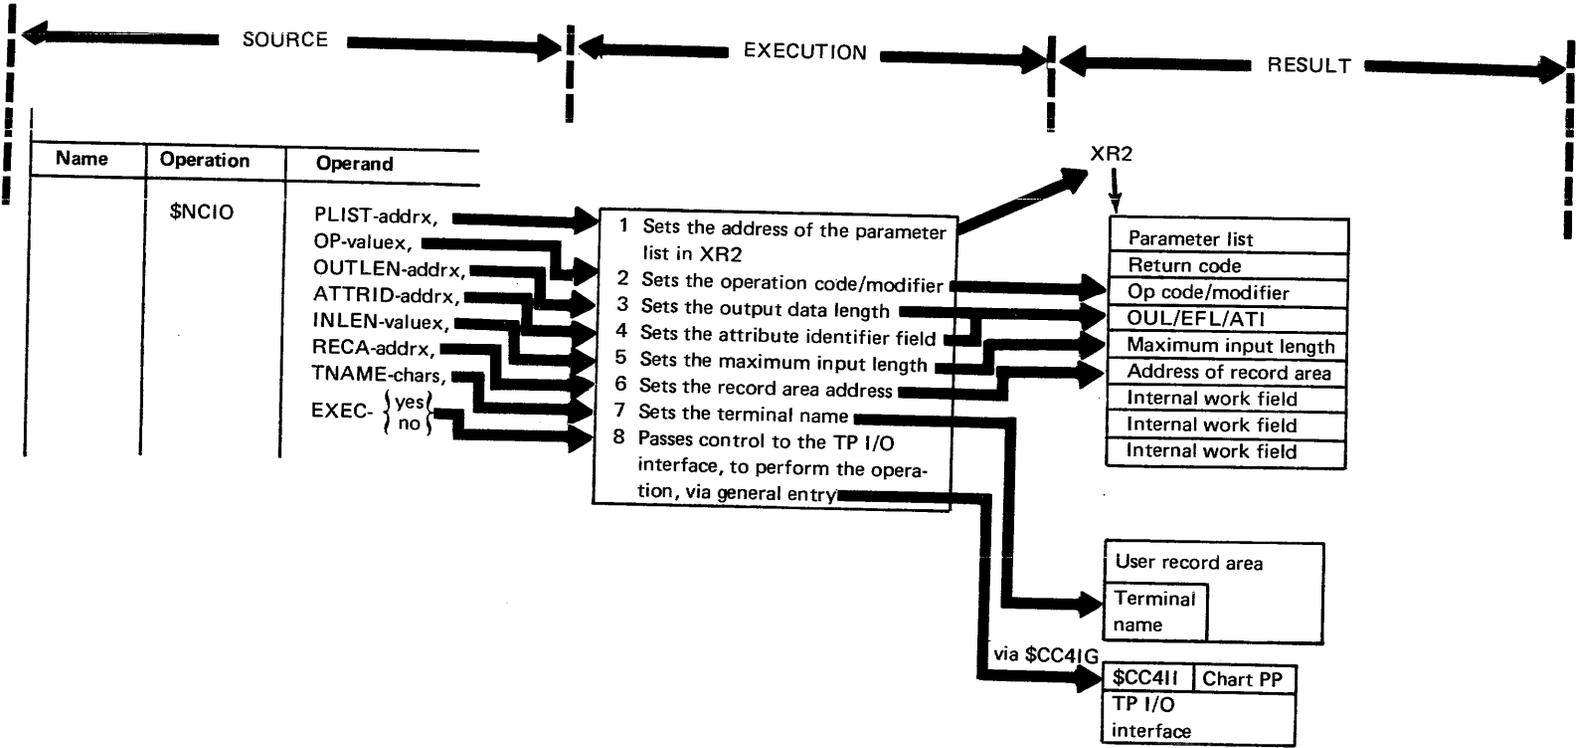 SOURCE
EXECUTION
RESULT
Name
Operation
Operand
$NCIO
PLIST-addrx,
OP-valuex,
OUTLEN-addrx,
ATTRID-addrx,
INLEN-valuex,
RECA-addrx,
TNAME-chars,
EXEC- {yes}
{no}
1 Sets the address of the parameter
list in XR2
2 Sets the operation code/modifier
3 Sets the output data length
4 Sets the attribute identifier field
5 Sets the maximum input length
6 Sets the record area address
7 Sets the terminal name
8 Passes control to the TP I/O
interface, to perform the opera-
tion, via general entry
XR2
Parameter list
Return code
Op code/modifier
OUL/EFL/ATI
Maximum input length
Address of record area
Internal work field
Internal work field
Internal work field
User record area
Terminal
name
via $CC4IG
$CC4II
Chart PP
TP I/O
interface